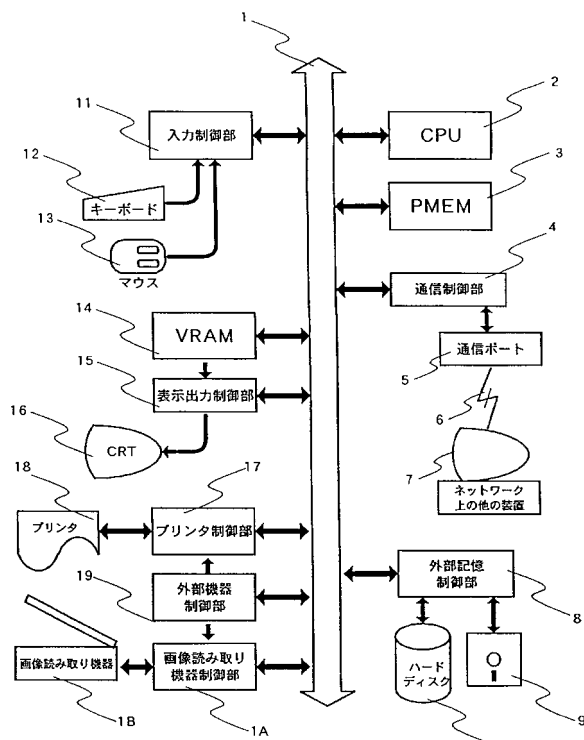 1
11
入力制御部
2
CPU
12
キーボード
3
PMEM
13
マウス
4
通信制御部
14
VRAM
5
通信ポート
15
表示出力制御部
6
16
CRT
7
ネットワーク
上の他の装置
18
プリンタ
17
プリンタ制御部
19
外部機器
制御部
外部記憶
制御部
8
画像読み取り機器
1B
画像読み取り
機器制御部
1A
ハード
ディスク
9